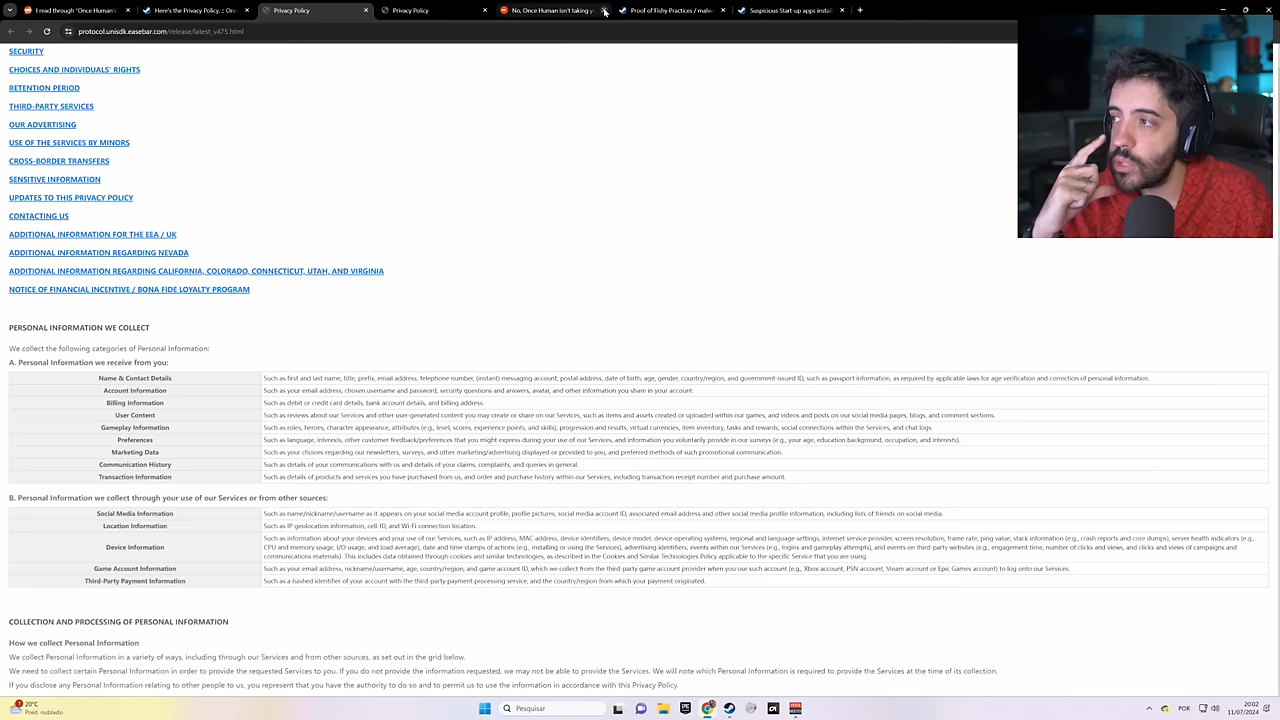 I read through "Once Human'
Here's the Privacy Policy. :: On
Privacy Policy
Privacy Policy
No, Once Human isn't taking y
Proof of Fishy Practices / malw
Suspicious Start-up apps install
protocol.unisdk.easebar.com/release/latest_v475.html
SECURITY
CHOICES AND INDIVIDUALS' RIGHTS
RETENTION PERIOD
THIRD-PARTY SERVICES
OUR ADVERTISING
USE OF THE SERVICES BY MINORS
CROSS-BORDER TRANSFERS
SENSITIVE INFORMATION
UPDATES TO THIS PRIVACY POLICY
CONTACTING US
ADDITIONAL INFORMATION FOR THE EEA / UK
ADDITIONAL INFORMATION REGARDING NEVADA
ADDITIONAL INFORMATION REGARDING CALIFORNIA, COLORADO, CONNECTICUT, UTAH, AND VIRGINIA
NOTICE OF FINANCIAL INCENTIVE / BONA FIDE LOYALTY PROGRAM
PERSONAL INFORMATION WE COLLECT
We collect the following categories of Personal Information:
A. Personal Information we receive from you:
Name & Contact Details Such as first and last name, title, prefix, email address, telephone number, (instant) messaging account, postal address, date of birth, age, gender, country/region, and government-issued ID, such as passport information, as required by applicable laws for age verification and correction of personal information.
Account Information Such as your email address, chosen username and password, security questions and answers, avatar, and other information you share in your account.
Billing Information Such as debit or credit card details, bank account details, and billing address.
User Content Such as reviews about our Services and other user-generated content you may create or share on our Services, such as items and assets created or uploaded within our games, and videos and posts on our social media pages, blogs, and comment sections.
Gameplay Information Such as roles, heroes, character appearance, attributes (e.g., level, scores, experience points, and skills), progression and results, virtual currencies, item inventory, tasks and rewards, social connections within the Services, and chat logs.
Preferences Such as language, interests, other customer feedback/preferences that you might express during your use of our Services, and information you voluntarily provide in our surveys (e.g., your age, education background, occupation, and interests).
Marketing Data Such as your choices regarding our newsletters, surveys, and other marketing/advertising displayed or provided to you, and preferred methods of such promotional communication.
Communication History Such as details of your communications with us and details of your claims, complaints, and queries in general.
Transaction Information Such as details of products and services you have purchased from us, and order and purchase history within our Services, including transaction receipt number and purchase amount.
B. Personal Information we collect through your use of our Services or from other sources:
Social Media Information Such as name/nickname/username as it appears on your social media account profile, profile pictures, social media account ID, associated email address and other social media profile information, including lists of friends on social media.
Location Information Such as IP geolocation information, cell-ID, and Wi-Fi connection location.
Device Information Such as information about your devices and your use of our Services, such as IP address, MAC address, device identifiers, device model, device operating systems, regional and language settings, internet service provider, screen resolution, frame rate, ping value, stack information (e.g., crash reports and core dumps), server health indicators (e.g.,
CPU and memory usage, I/O usage, and load average), date and time stamps of actions (e.g., installing or using the Services), advertising identifiers, events within our Services (e.g., logins and gameplay attempts), and events on third-party websites (e.g., engagement time, number of clicks and views, and clicks and views of campaigns and
communications materials). This includes data obtained through cookies and similar technologies, as described in the Cookies and Similar Technologies Policy applicable to the specific Service that you are using.
Game Account Information Such as your email address, nickname/username, age, country/region, and game account ID, which we collect from the third-party game account provider when you use such account (e.g., Xbox account, PSN account, Steam account or Epic Games account) to log onto our Services.
Third-Party Payment Information Such as a hashed identifier of your account with the third-party payment processing service, and the country/region from which your payment originated.
COLLECTION AND PROCESSING OF PERSONAL INFORMATION
How we collect Personal Information
We collect Personal Information in a variety of ways, including through our Services and from other sources, as set out in the grid below.
We need to collect certain Personal Information in order to provide the requested Services to you. If you do not provide the information requested, we may not be able to provide the Services. We will note which Personal Information is required to provide the Services at the time of its collection.
If you disclose any Personal Information relating to other people to us, you represent that you have the authority to do so and to permit us to use the information in accordance with this Privacy Policy.
20°C
Pred. nublado
Pesquisar
POR
20:02
11/07/2024